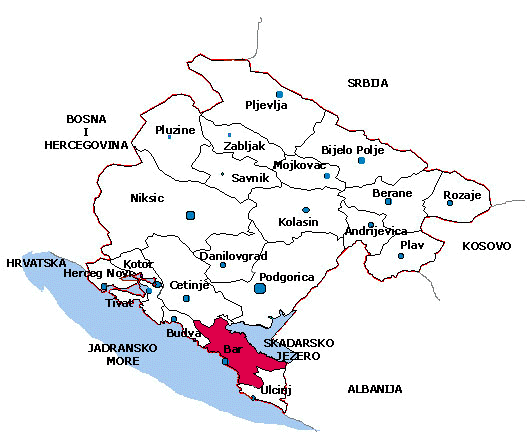 SRBIJA
Pljevlja
BOSNA
I
HERCEGOVINA
Pluzine
Zabljak
Bijelo Polje
Mojkovac
Savnik
Niksic
Berane
Rozaje
Kolasin
Andrijevica
Plav
KOSOVO
HRVATSKA
Kotor
Danilovgrad
Herceg Novi
Podgorica
Cetinje
Tivat
Budva
JADRANSKO
MORE
Bar
SKADARSKO
JEZERO
Ulcinj
ALBANIJA